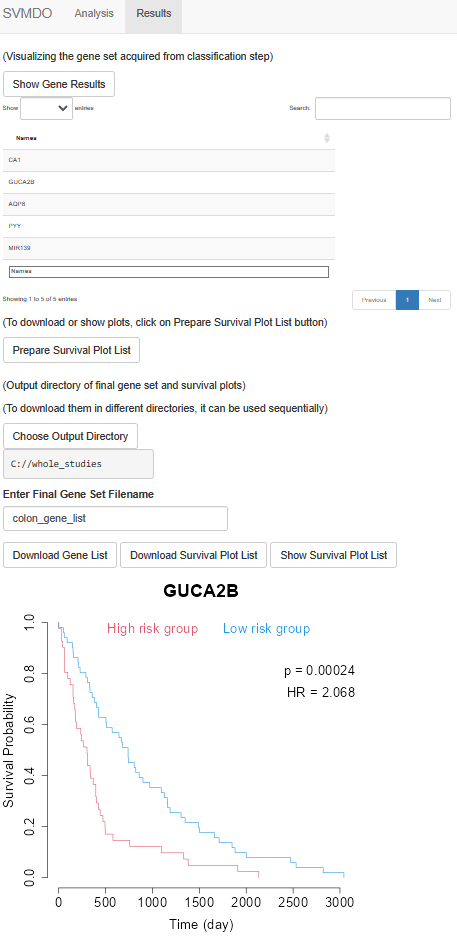 SVMDO Analysis Results
(Visualizing the gene set acquired from classification step)
Show Gene Results
Show entries Search:
Names
CA1
GUCA2B
AQP8
PYY
MIR139
Names
Showing 1 to 5 of 5 entries Previous 1 Next
(To download or show plots, click on Prepare Survival Plot List button)
Prepare Survival Plot List
(Output directory of final gene set and survival plots)
(To download them in different directories, it can be used sequentially)
Choose Output Directory
C://whole_studies
Enter Final Gene Set Filename
colon_gene_list
Download Gene List Download Survival Plot List Show Survival Plot List
GUCA2B
High risk group Low risk group
p = 0.00024
HR = 2.068
Survival Probability
1.0
0.8
0.6
0.4
0.2
0.0
0 500 1000 1500 2000 2500 3000
Time (day)